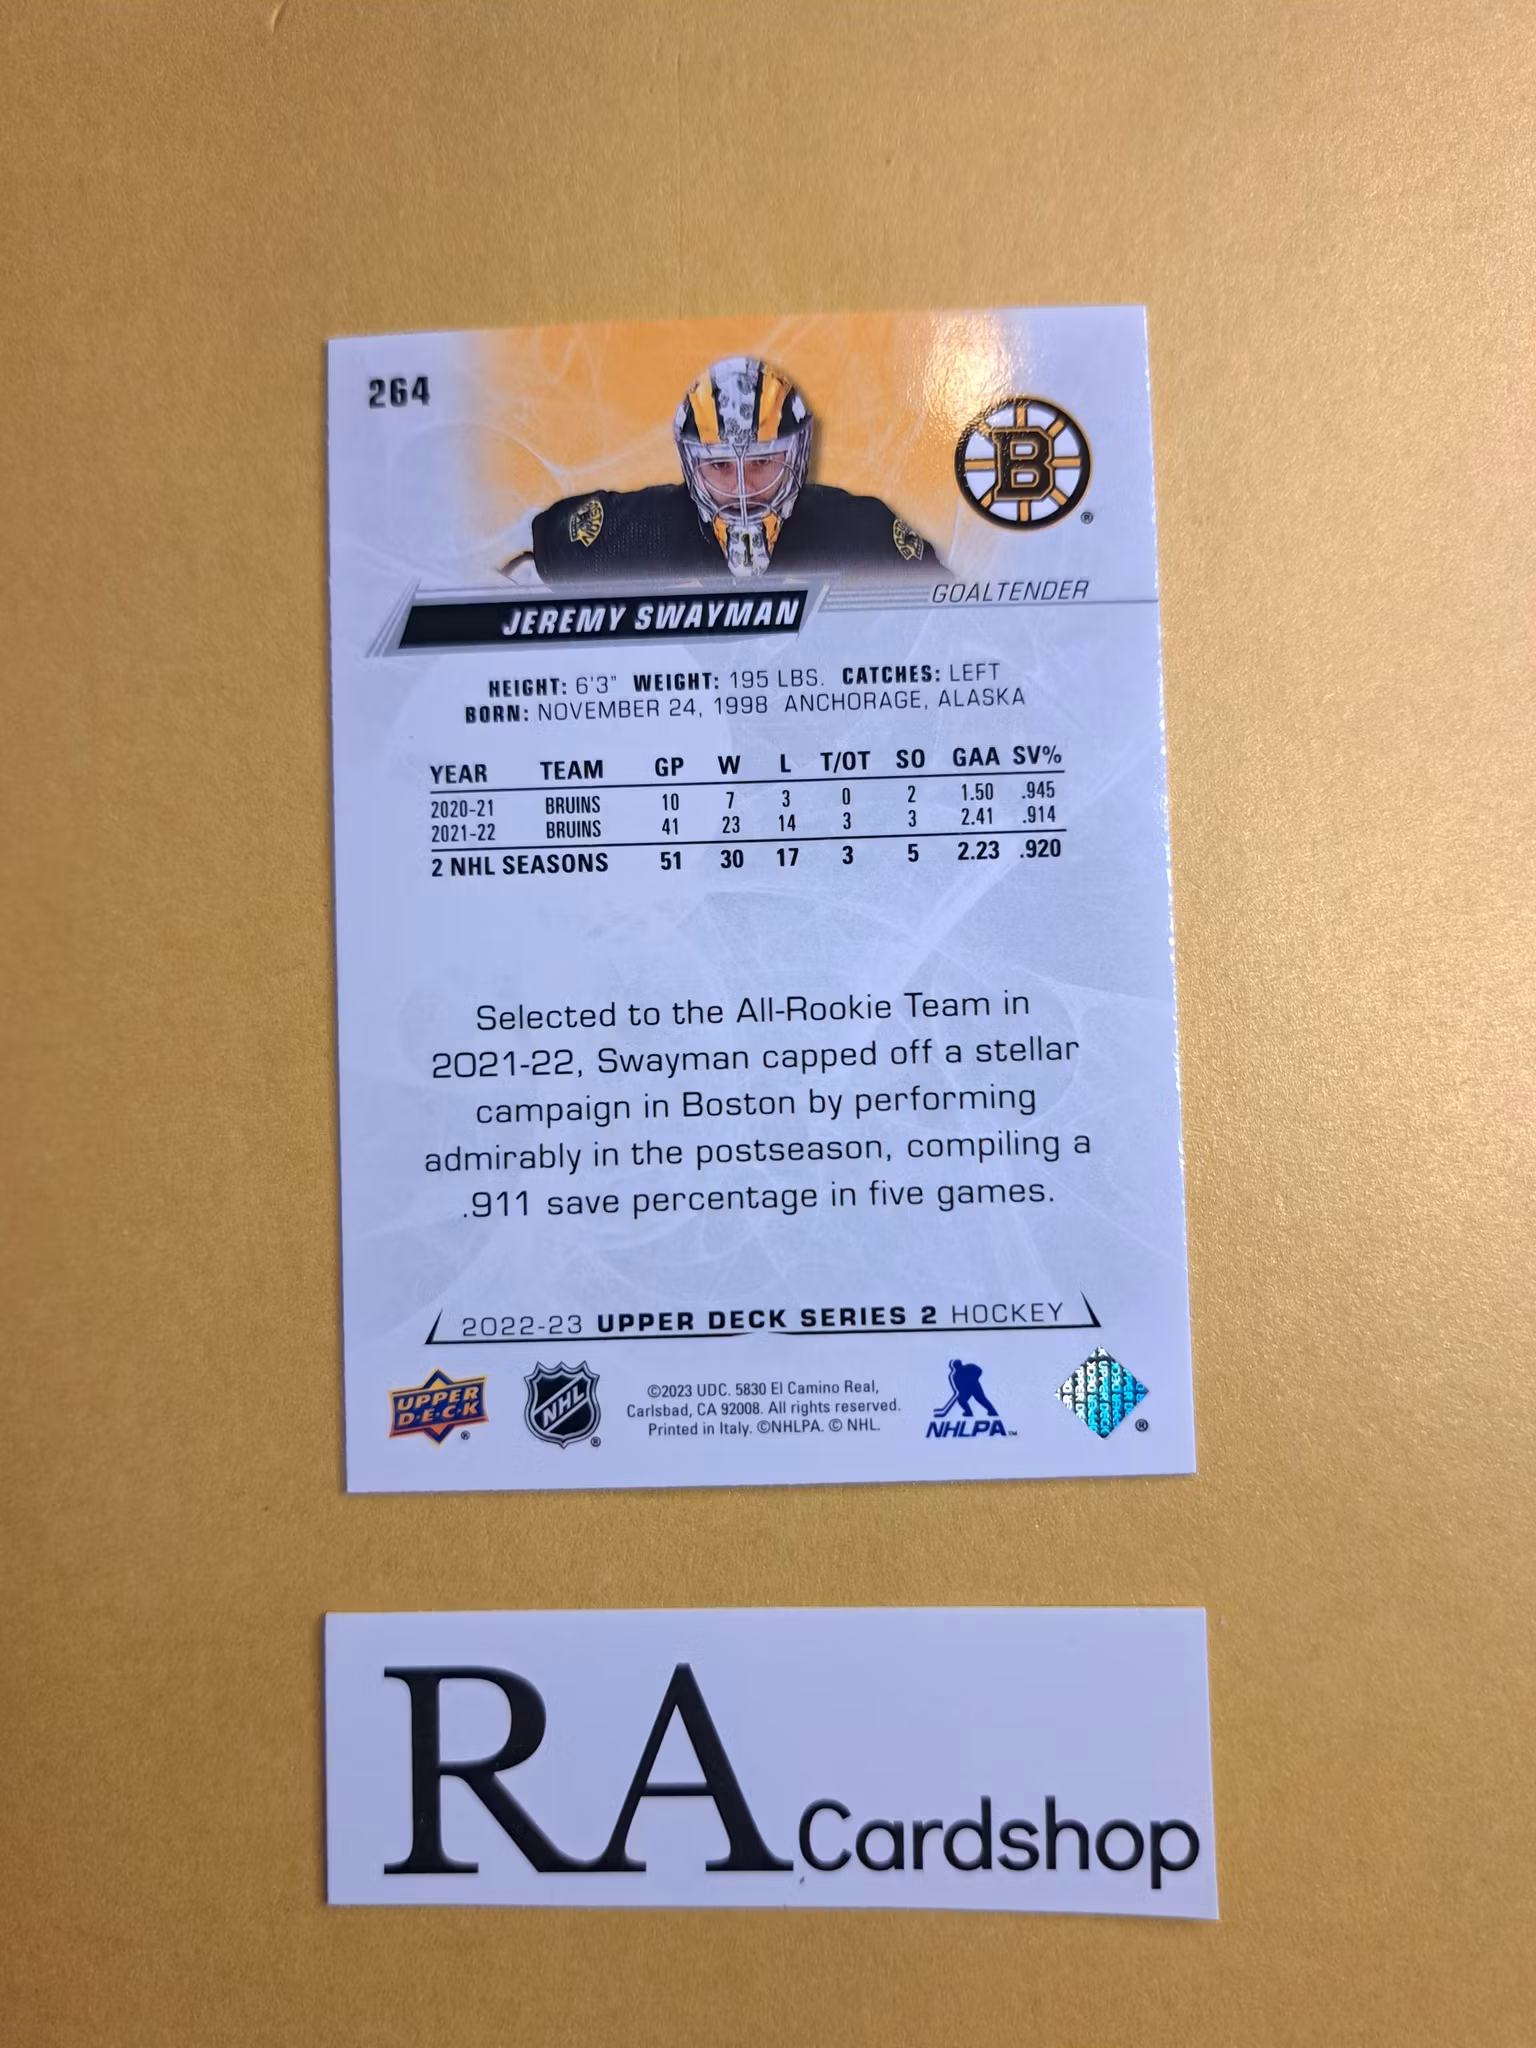 264
B
®
GOALTENDER
JEREMY SWAYMAN
HEIGHT: 6'3" WEIGHT: 195 LBS. CATCHES: LEFT
BORN: NOVEMBER 24, 1998 ANCHORAGE, ALASKA
YEAR TEAM GP W L T/OT SO GAA SV%
2020-21 BRUINS 10 7 3 0 2 1.50 .945
2021-22 BRUINS 41 23 14 3 3 2.41 .914
2 NHL SEASONS 51 30 17 3 5 2.23 .920
Selected to the All-Rookie Team in
2021-22, Swayman capped off a stellar
campaign in Boston by performing
admirably in the postseason, compiling a
.911 save percentage in five games.
2022-23 UPPER DECK SERIES 2 HOCKEY
UPPER
D·E·C·K
®
NHL
®
©2023 UDC. 5830 El Camino Real,
Carlsbad, CA 92008. All rights reserved.
Printed in Italy. ©NHLPA. © NHL.
NHLPA™
®
RA Cardshop